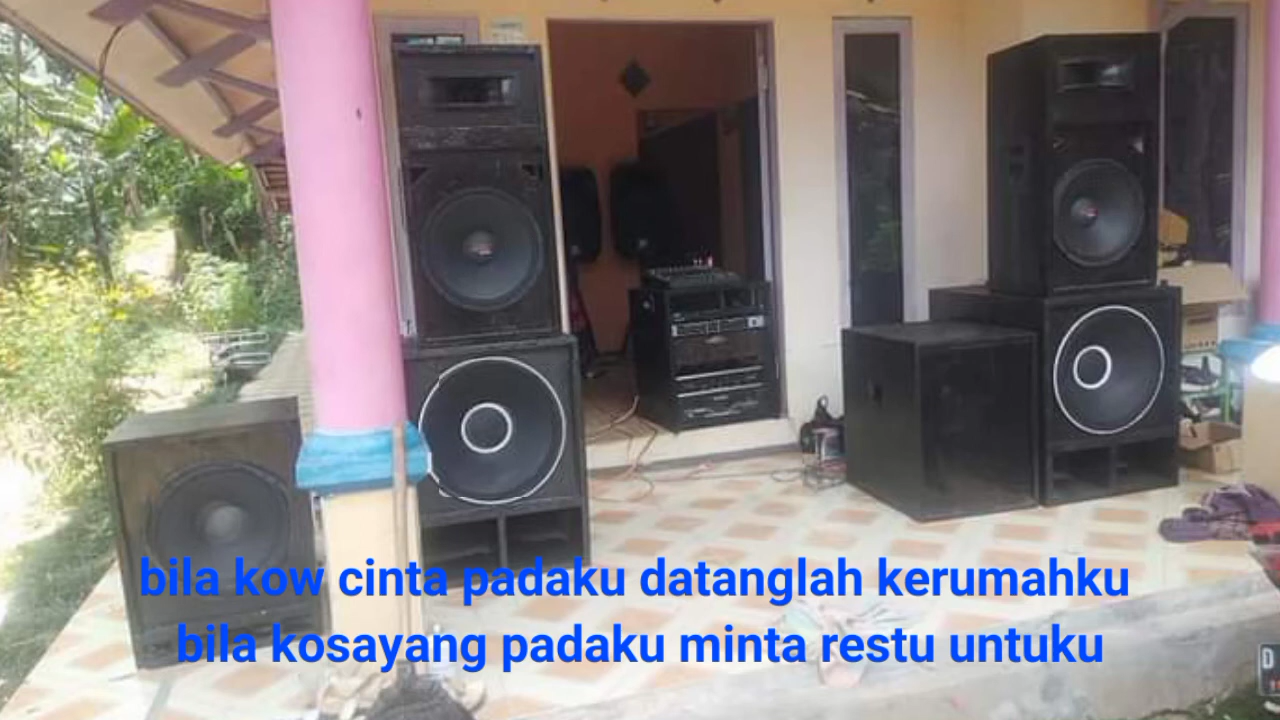 bila kow cinta padaku datanglah kerumahku
bila kosayang padaku minta restu untuku
D